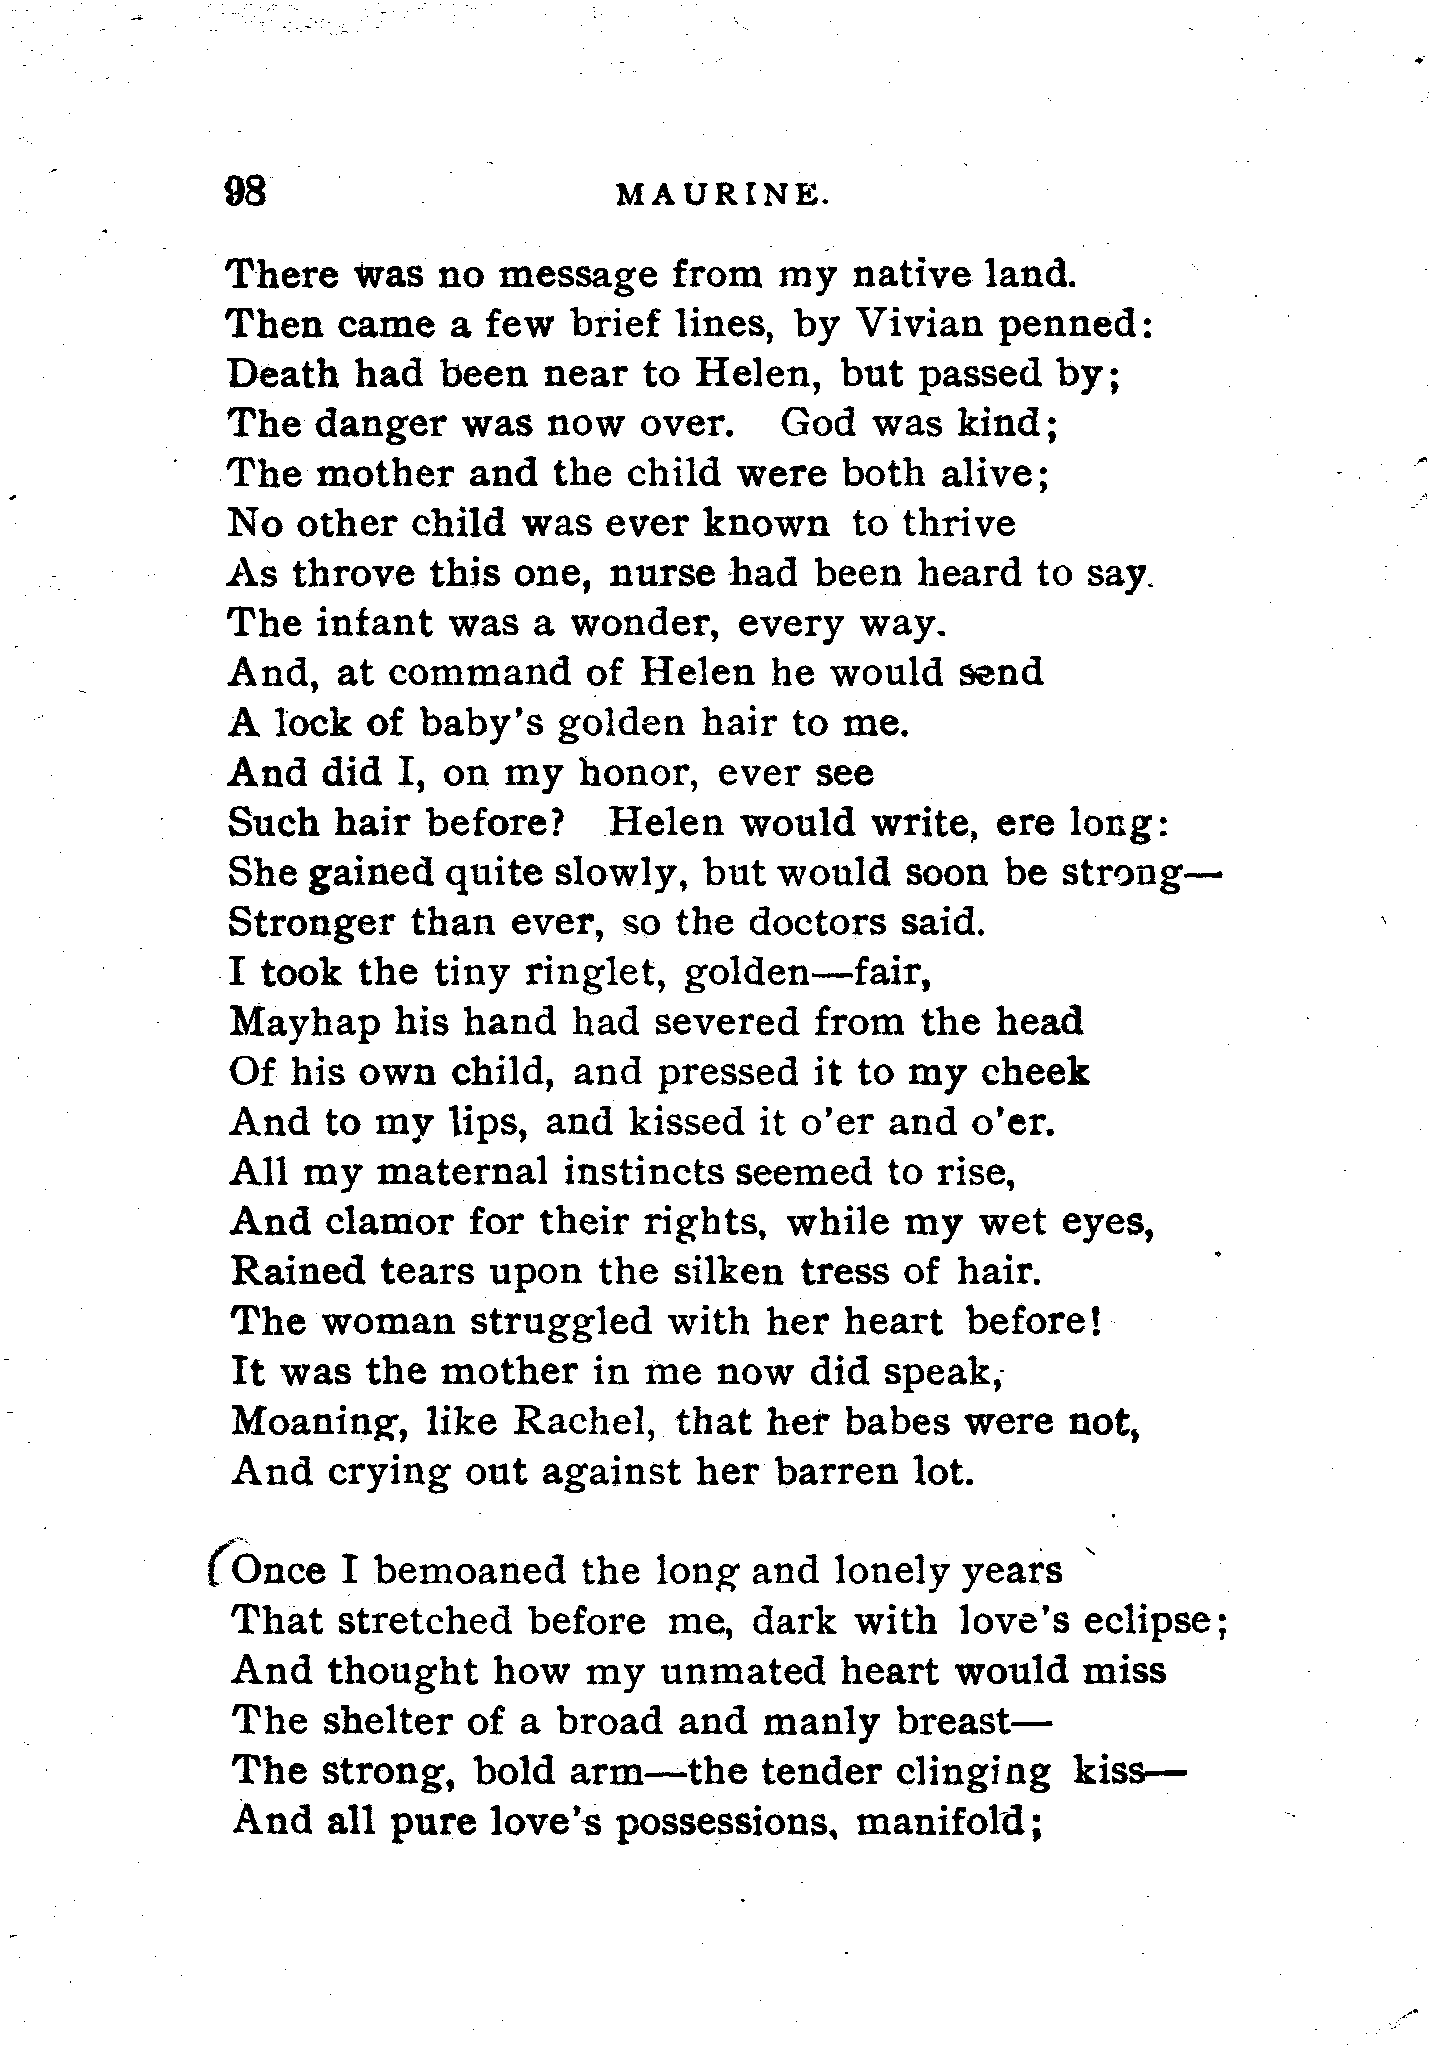 98 MAURINE.
There was no message from my native land.
Then came a few brief lines, by Vivian penned:
Death had been near to Helen, but passed by;
The danger was now over. God was kind;
The mother and the child were both alive;
No other child was ever known to thrive
As throve this one, nurse had been heard to say.
The infant was a wonder, every way.
And, at command of Helen he would send
A lock of baby's golden hair to me.
And did I, on my honor, ever see
Such hair before? Helen would write, ere long:
She gained quite slowly, but would soon be strong—
Stronger than ever, so the doctors said.
I took the tiny ringlet, golden—fair,
Mayhap his hand had severed from the head
Of his own child, and pressed it to my cheek
And to my lips, and kissed it o'er and o'er.
All my maternal instincts seemed to rise,
And clamor for their rights, while my wet eyes,
Rained tears upon the silken tress of hair.
The woman struggled with her heart before!
It was the mother in me now did speak,
Moaning, like Rachel, that her babes were not,
And crying out against her barren lot.
(Once I bemoaned the long and lonely years
That stretched before me, dark with love's eclipse;
And thought how my unmated heart would miss
The shelter of a broad and manly breast—
The strong, bold arm—the tender clinging kiss—
And all pure love's possessions, manifold;